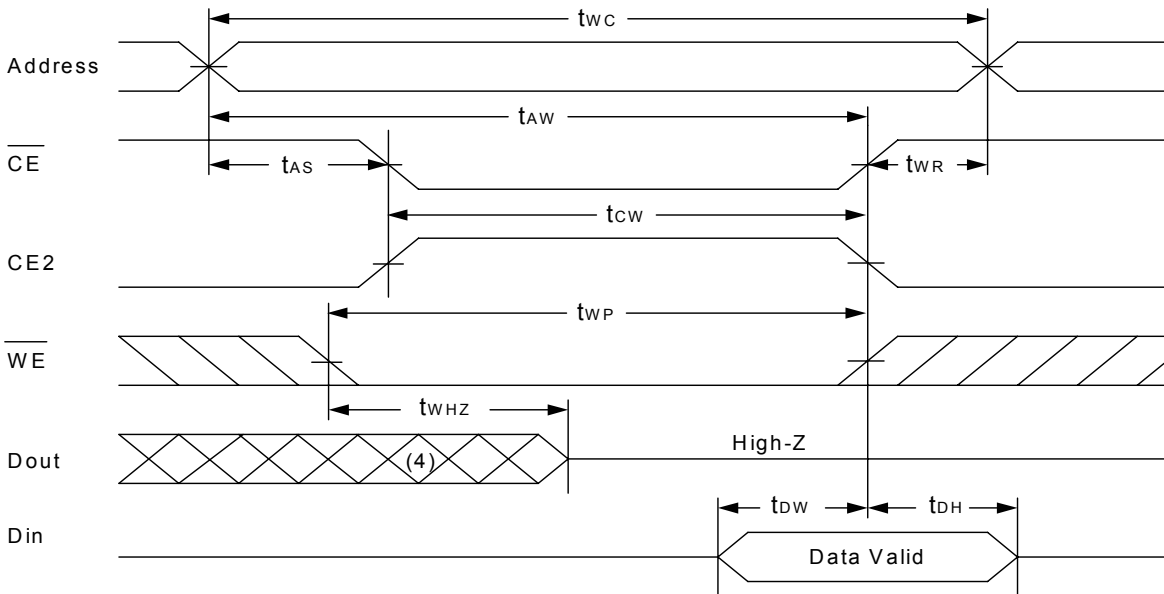 tWC
Address
tAW
CE
tAS
tWR
tCW
CE2
tWP
WE
tWHZ
Dout
(4)
High-Z
tDW
tDH
Din
Data Valid